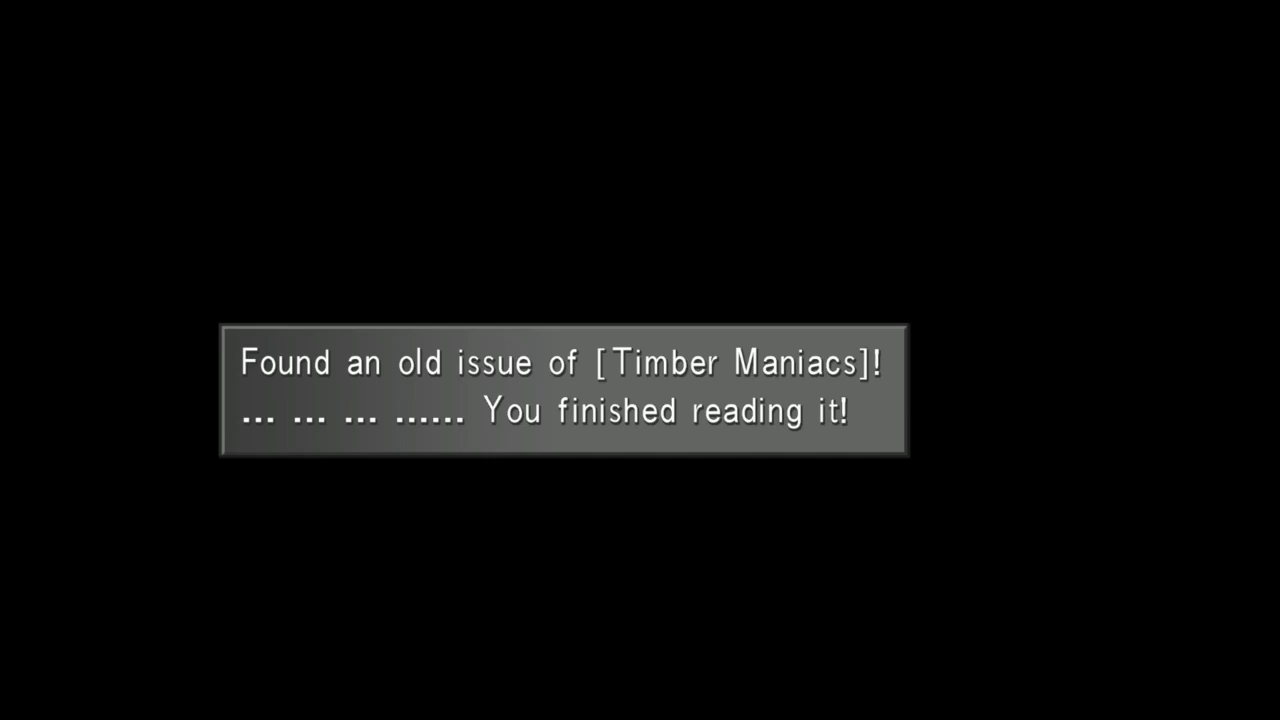 Found an old issue of [Timber Maniacs]!
... ... ... ...... You finished reading it!